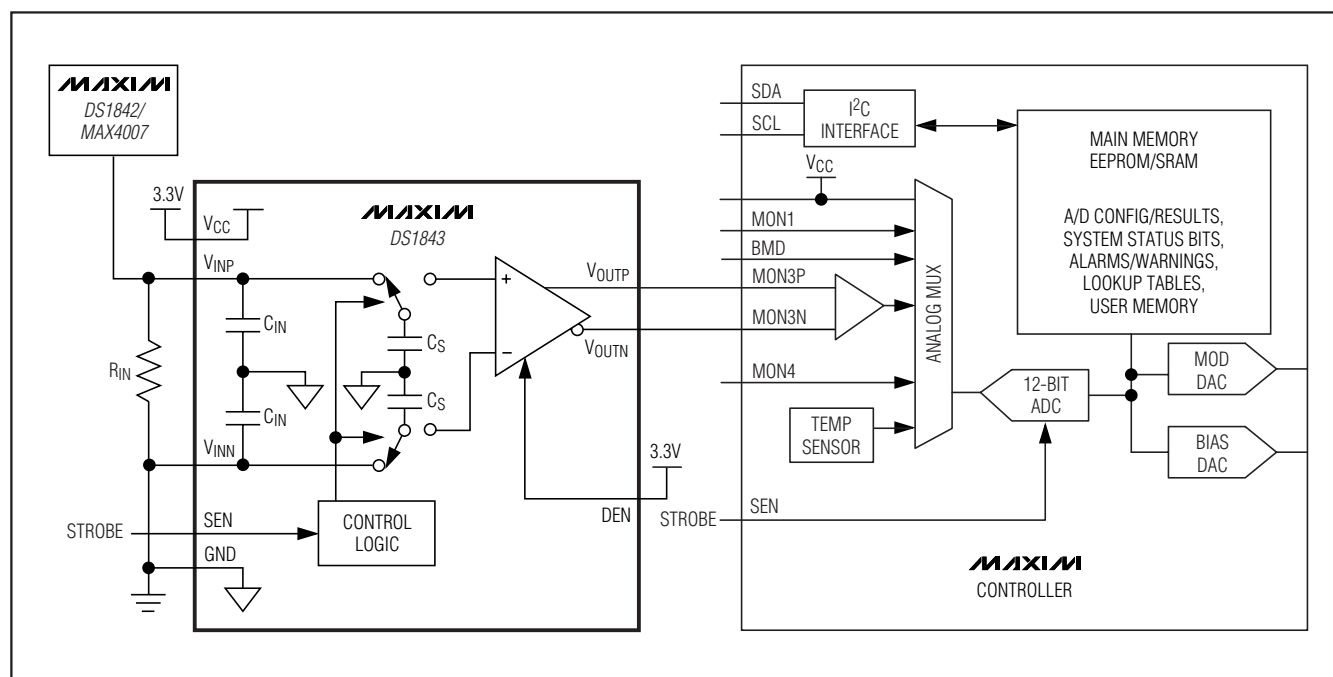 MAXIM
DS1842/
MAX4007
3.3V
VCC
MAXIM
DS1843
VINP
CIN
RIN
CIN
VINN
CS
CS
+
−
VOUTP
VOUTN
3.3V
DEN
STROBE
SEN
CONTROL
LOGIC
GND
SDA
SCL
I2C
INTERFACE
VCC
MON1
BMD
MON3P
MON3N
MON4
ANALOG MUX
TEMP
SENSOR
MAIN MEMORY
EEPROM/SRAM
A/D CONFIG/RESULTS,
SYSTEM STATUS BITS,
ALARMS/WARNINGS,
LOOKUP TABLES,
USER MEMORY
12-BIT
ADC
MOD
DAC
BIAS
DAC
STROBE
SEN
MAXIM
CONTROLLER